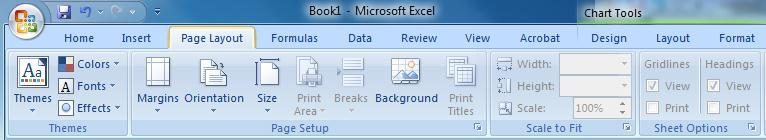 Book1 - Microsoft Excel Chart Tools
Home Insert Page Layout Formulas Data Review View Acrobat Design Layout Format
Aa Themes Colors Fonts Effects
Themes
Margins Orientation Size Print Area Breaks Background Print Titles
Page Setup
Width:
Height:
Scale: 100%
Scale to Fit
Gridlines Headings
View View
Print Print
Sheet Options